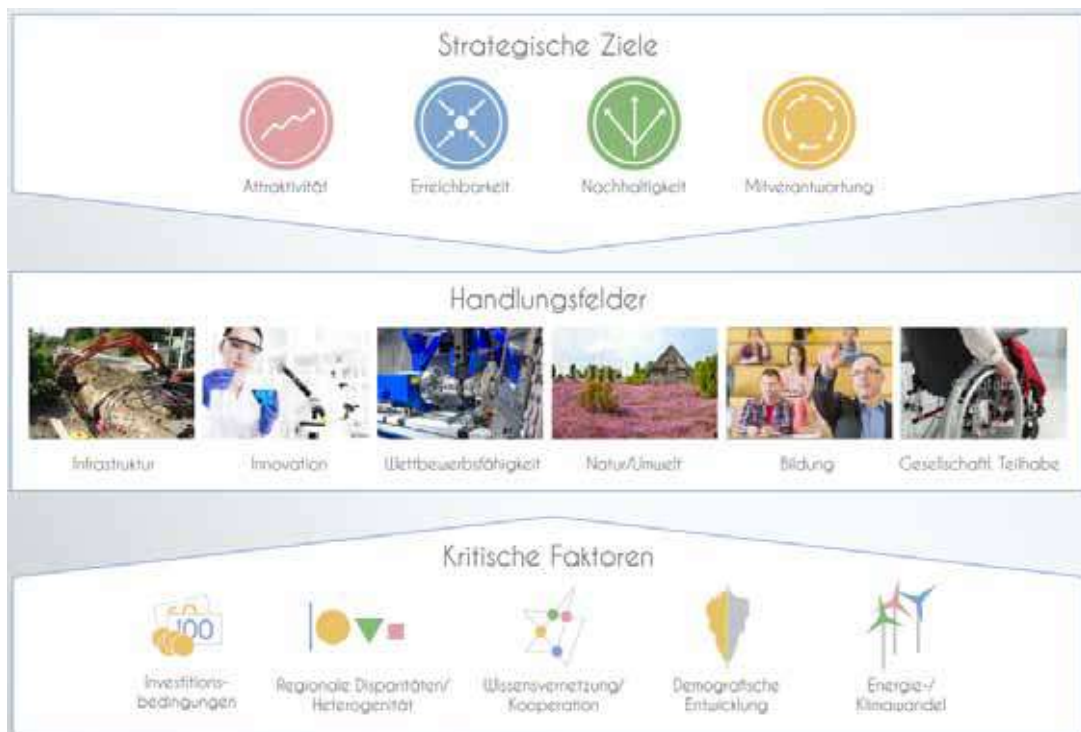 Strategische Ziele
Attraktivität
Erreichbarkeit
Nachhaltigkeit
Mitverantwortung
Handlungsfelder
Infrastruktur
Innovation
Wettbewerbsfähigkeit
Natur/Umwelt
Bildung
Gesellschaftl. Teilhabe
Kritische Faktoren
100
Investitions-
bedingungen
Regionale Disparitäten/
Heterogenität
Wissensvernetzung/
Kooperation
Demografische
Entwicklung
Energie-/
Klimawandel